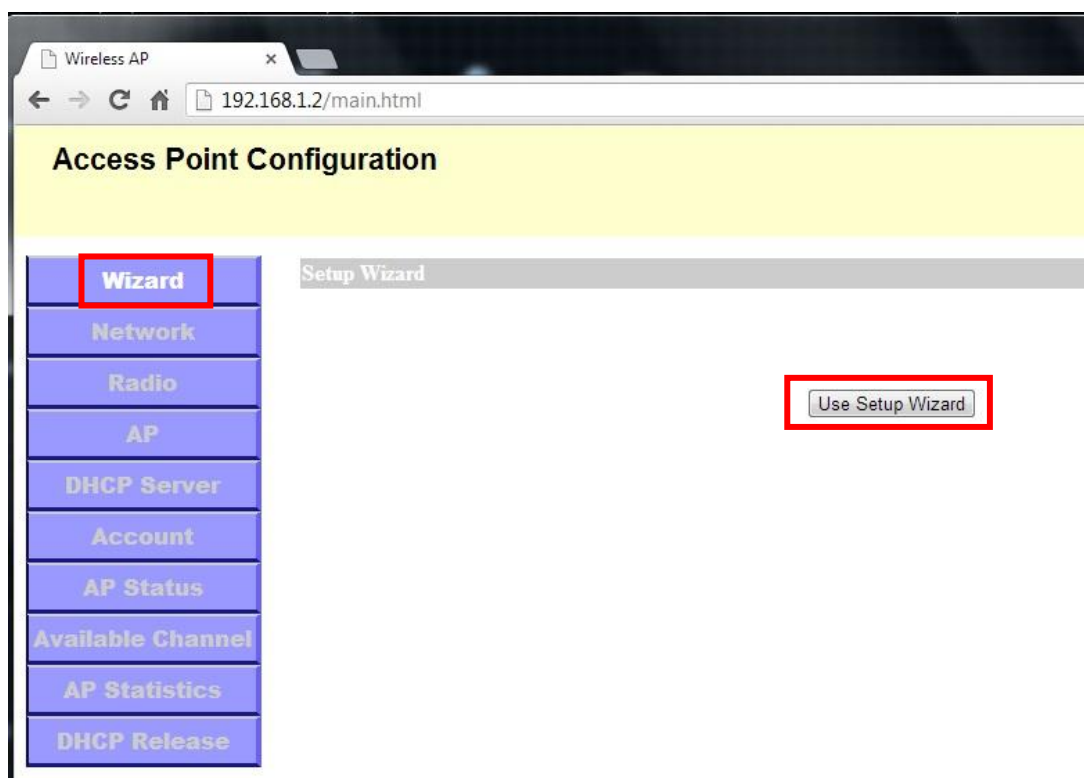 Wireless AP
192.168.1.2/main.html
Access Point Configuration
Wizard
Setup Wizard
Network
Radio
Use Setup Wizard
AP
DHCP Server
Account
AP Status
Available Channel
AP Statistics
DHCP Release